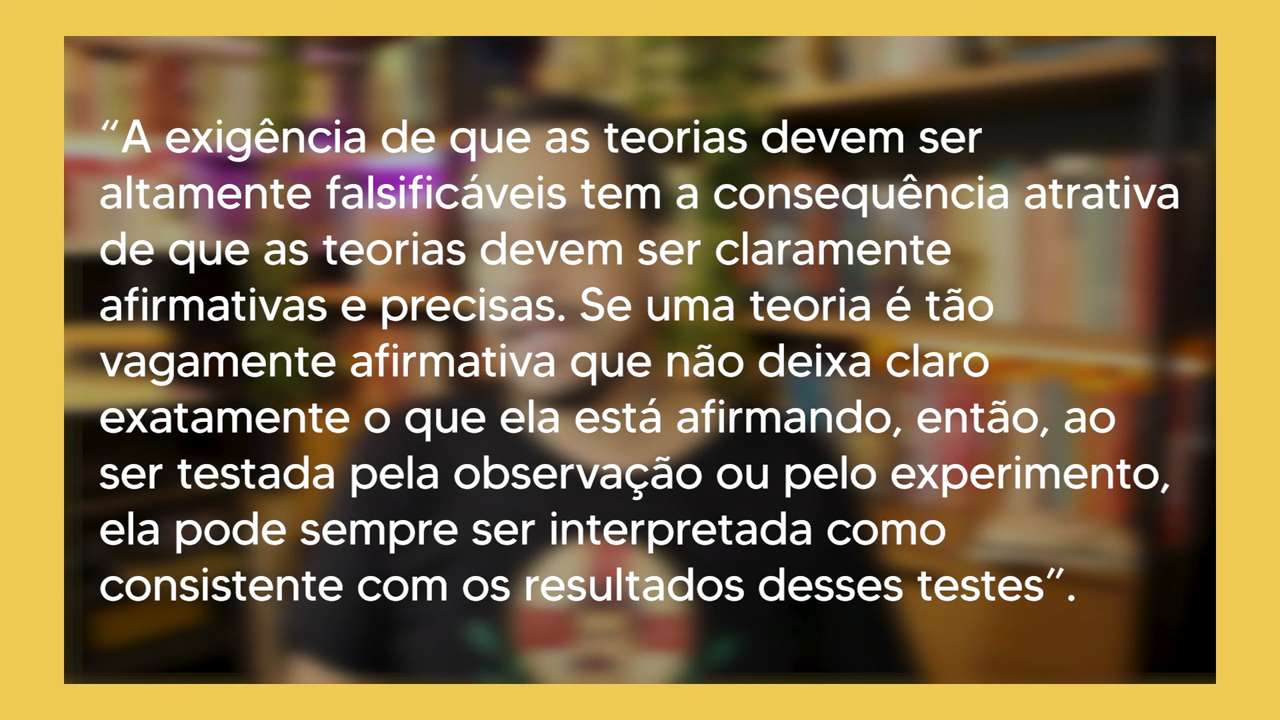 “A exigência de que as teorias devem ser
altamente falsificáveis tem a consequência atrativa
de que as teorias devem ser claramente
afirmativas e precisas. Se uma teoria é tão
vagamente afirmativa que não deixa claro
exatamente o que ela está afirmando, então, ao
ser testada pela observação ou pelo experimento,
ela pode sempre ser interpretada como
consistente com os resultados desses testes”.